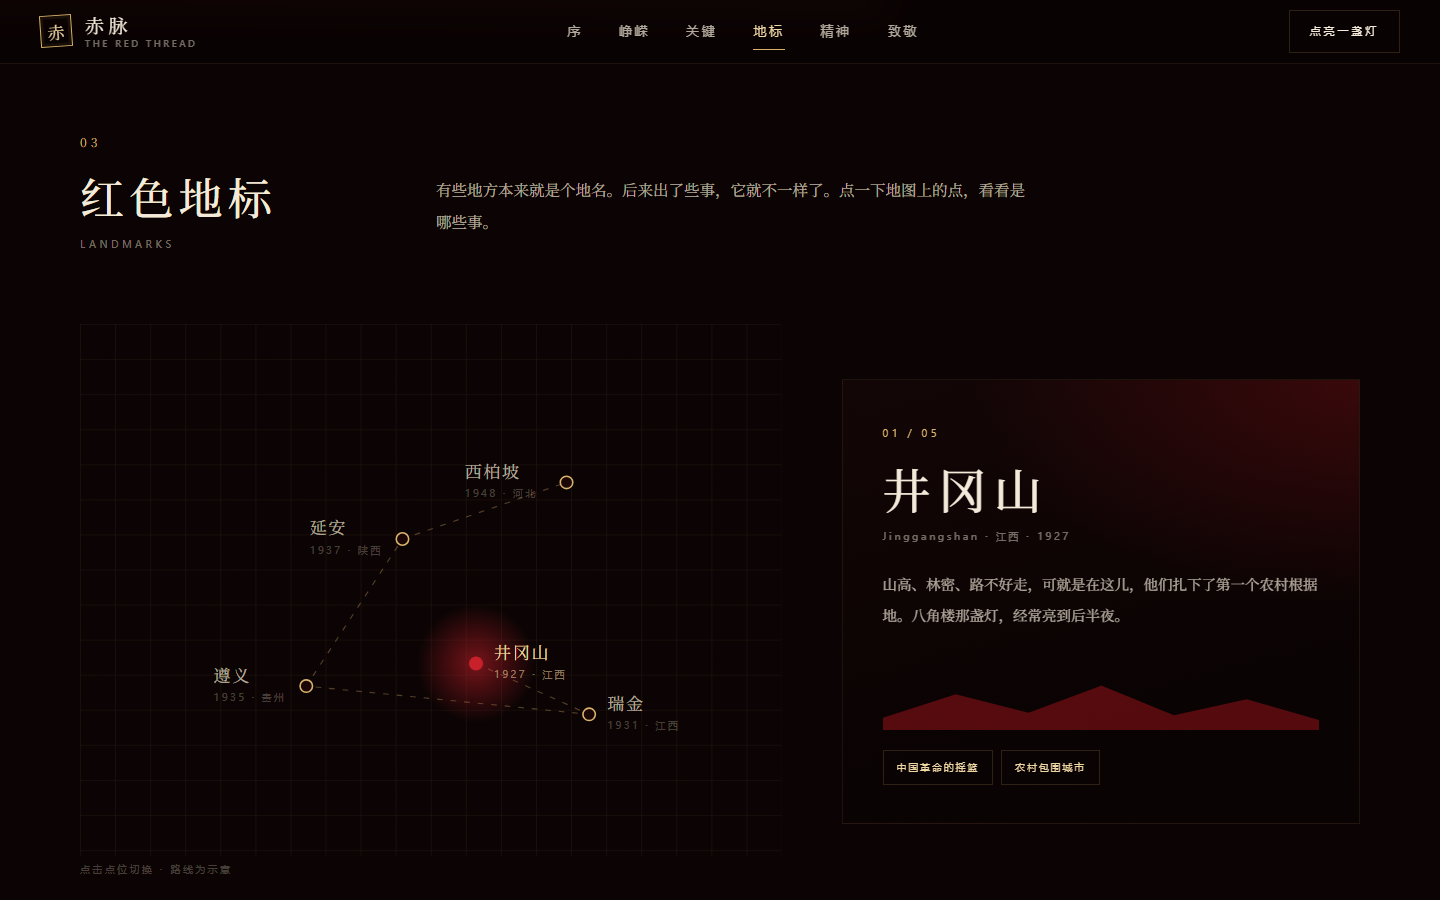 赤
赤脉
THE RED THREAD
序
峥嵘
关键
地标
精神
致敬
点亮一盏灯
03
红色地标
LANDMARKS
有些地方本来就是个地名。后来出了些事，它就不一样了。点一下地图上的点，看看是
哪些事。
西柏坡
1948 · 河北
延安
1937 · 陕西
井冈山
1927 · 江西
遵义
1935 · 贵州
瑞金
1931 · 江西
点击点位切换 · 路线为示意
01 / 05
井冈山
Jinggangshan · 江西 · 1927
山高、林密、路不好走，可就是在这儿，他们扎下了第一个农村根据
地。八角楼那盏灯，经常亮到后半夜。
中国革命的摇篮
农村包围城市